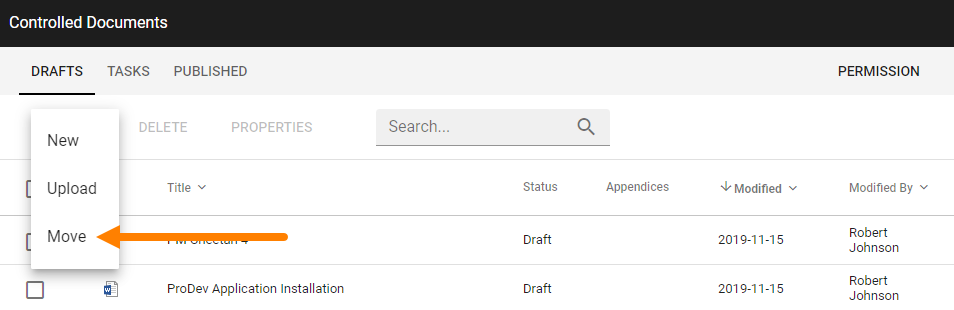 Controlled Documents
DRAFTS TASKS PUBLISHED PERMISSION
New DELETE PROPERTIES Search...
Upload Title Status Appendices Modified Modified By
Move Draft 2019-11-15 Robert
Johnson
ProDev Application Installation Draft 2019-11-15 Robert
Johnson